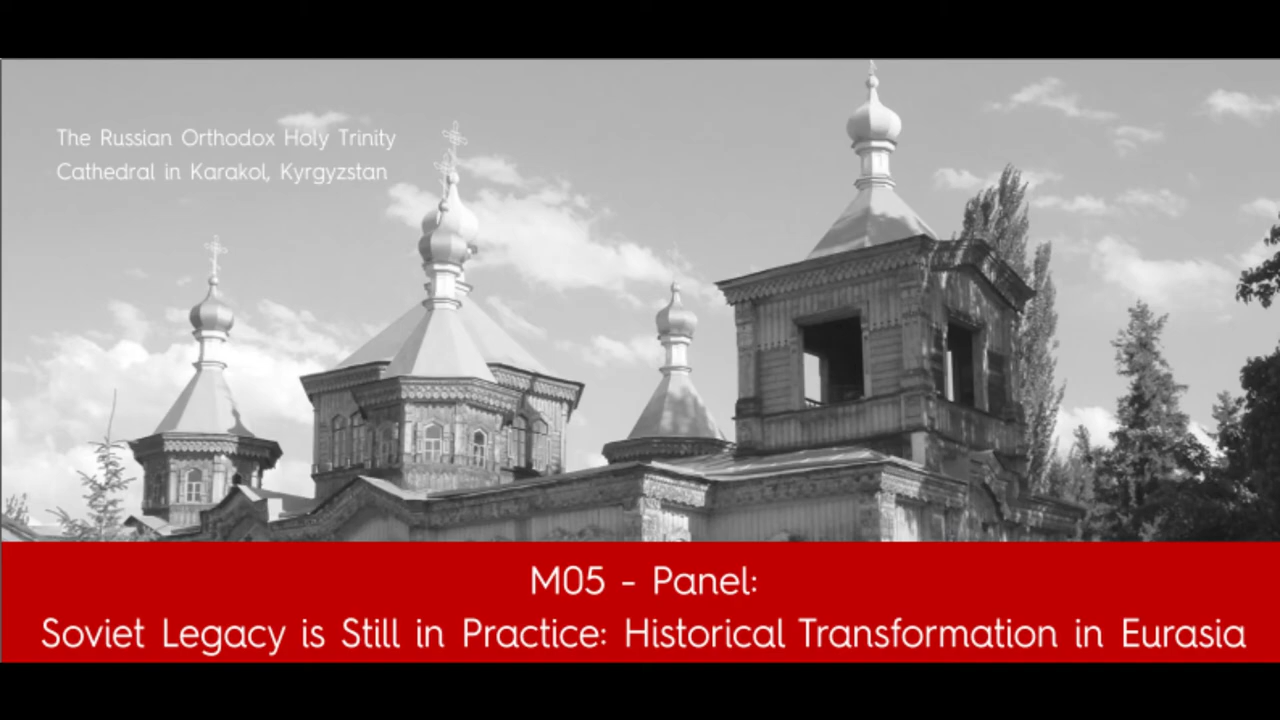 The Russian Orthodox Holy Trinity
Cathedral in Karakol, Kyrgyzstan
M05 - Panel:
Soviet Legacy is Still in Practice: Historical Transformation in Eurasia